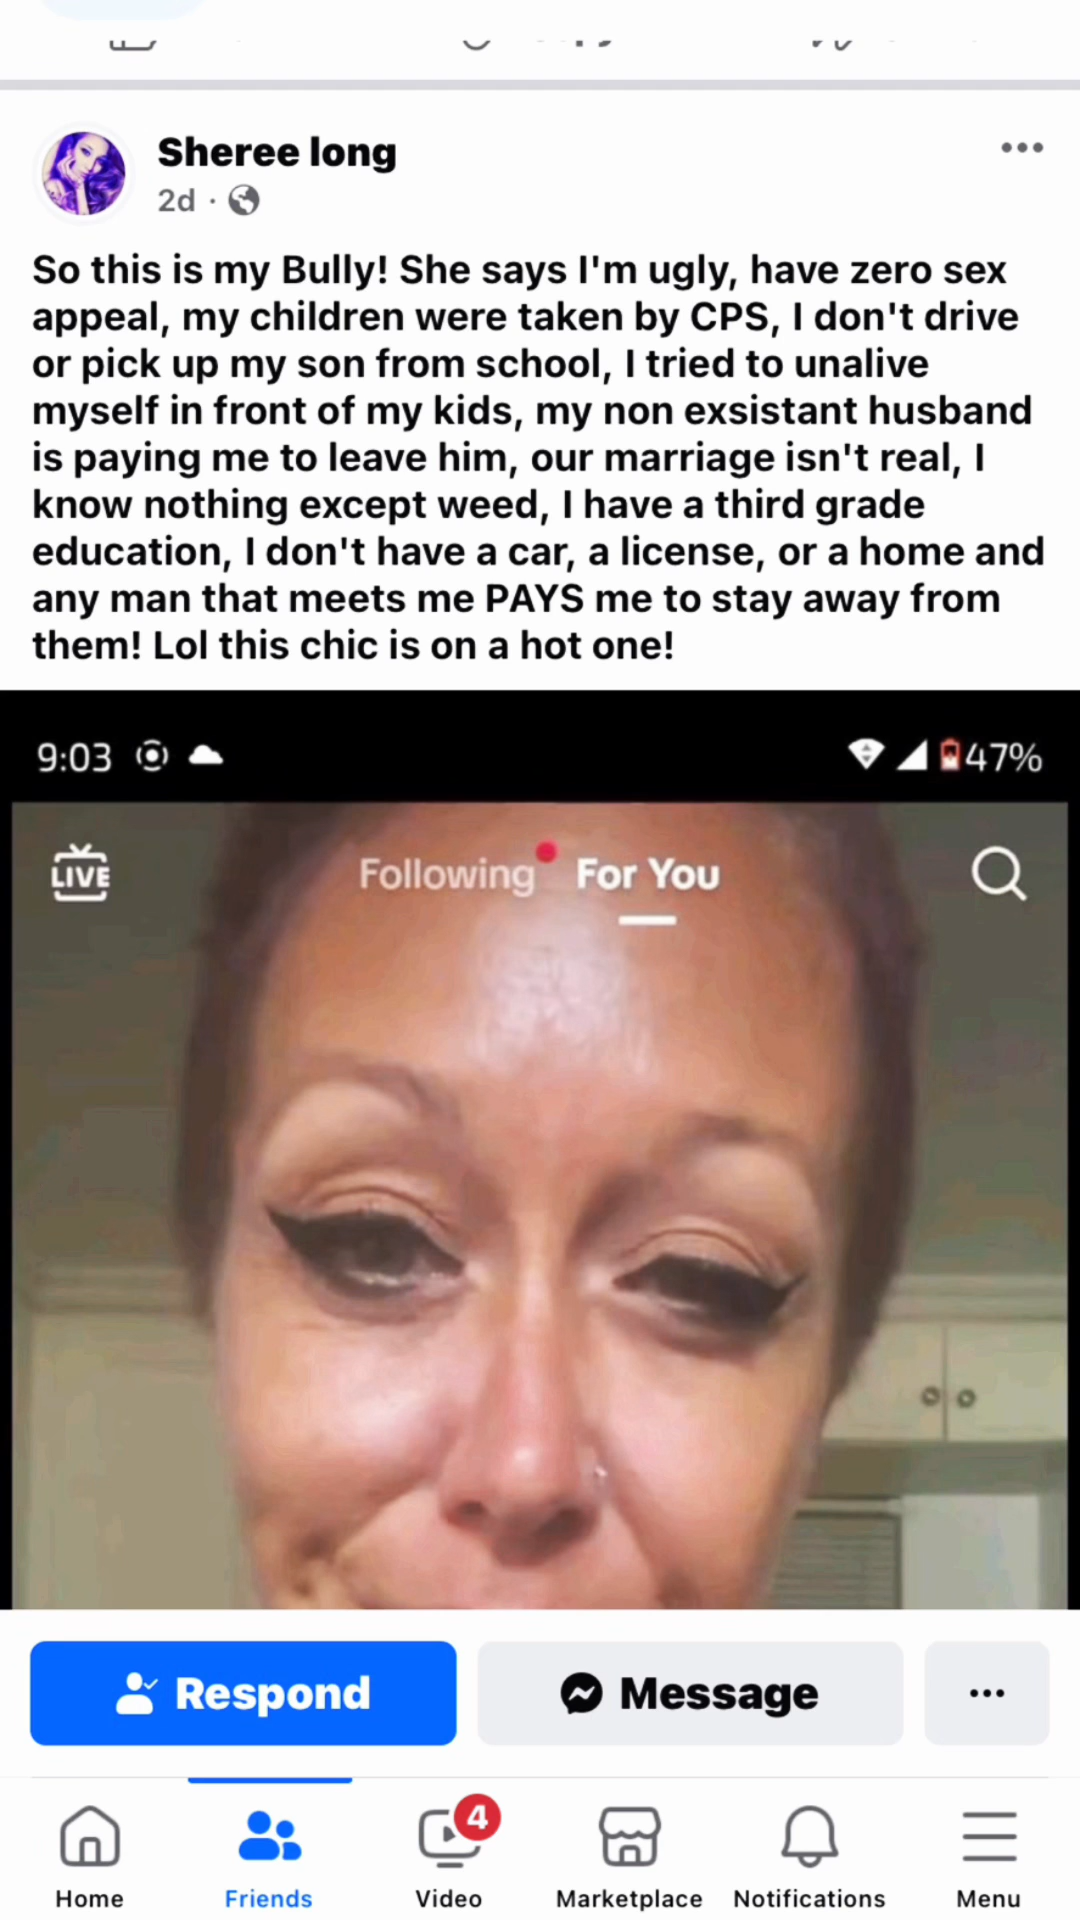 Sheree long
2d
So this is my Bully! She says I'm ugly, have zero sex
appeal, my children were taken by CPS, I don't drive
or pick up my son from school, I tried to unalive
myself in front of my kids, my non exsistant husband
is paying me to leave him, our marriage isn't real, I
know nothing except weed, I have a third grade
education, I don't have a car, a license, or a home and
any man that meets me PAYS me to stay away from
them! Lol this chic is on a hot one!
9:03 47%
LIVE Following For You
Respond Message
4
Home Friends Video Marketplace Notifications Menu